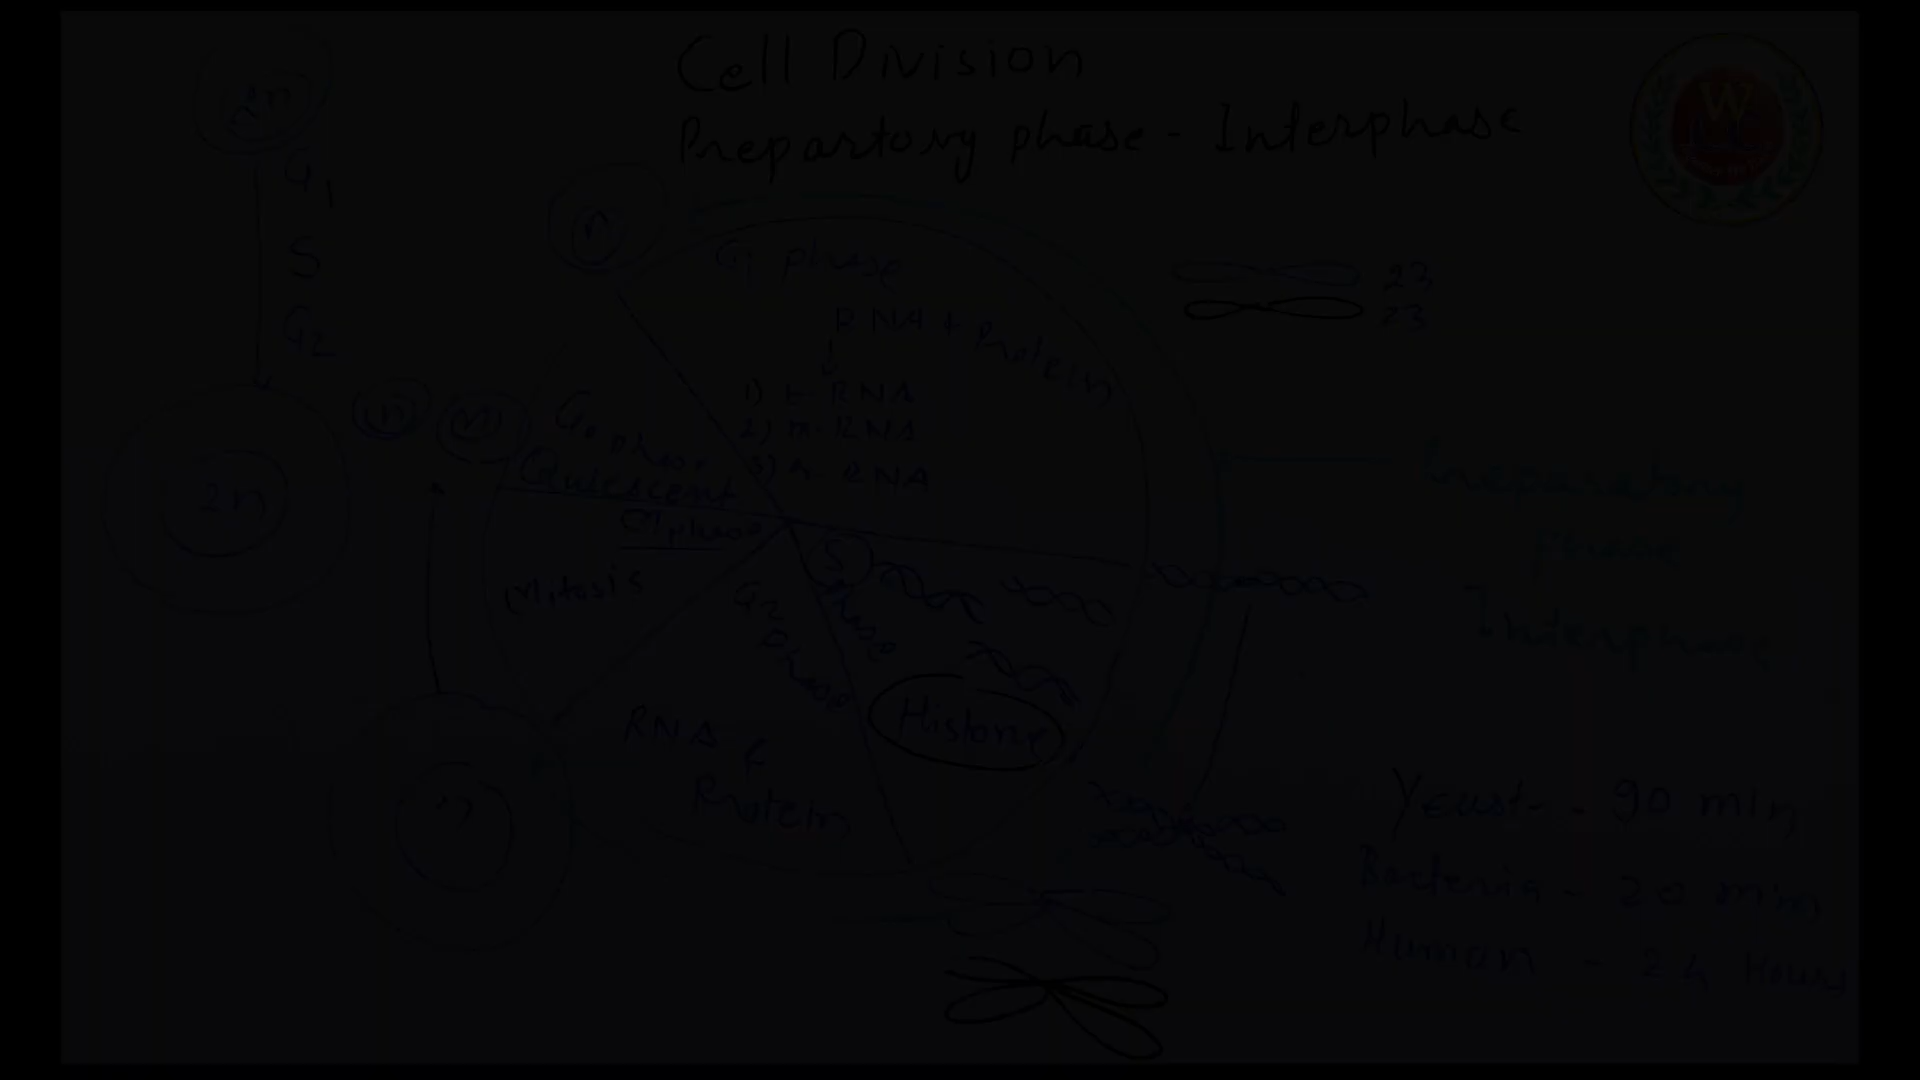 Cell Division
Prepartory phase - Interphase
2n
G1
S
G2
2n
n
G1 phase
RNA + Protein
1) t-RNA
2) m-RNA
3) r-RNA
23
23
G0 phase
M phase
Mitosis
G2 phase
S phase
Histone
RNA &
Protein
Preparatory
phase
Interphase
Yeast - 90 min
Bacteria - 20 min
Human - 24 Hours
W